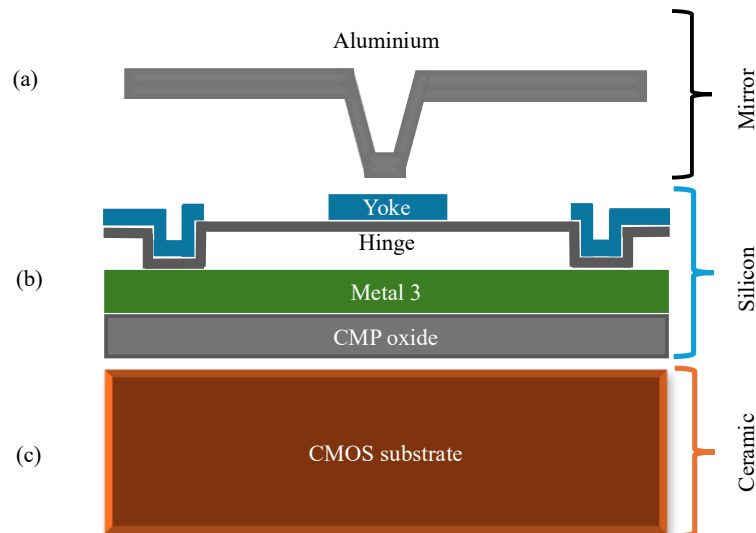 Aluminium
(a)
Mirror
Yoke
Hinge
(b)
Silicon
Metal 3
CMP oxide
(c)
CMOS substrate
Ceramic